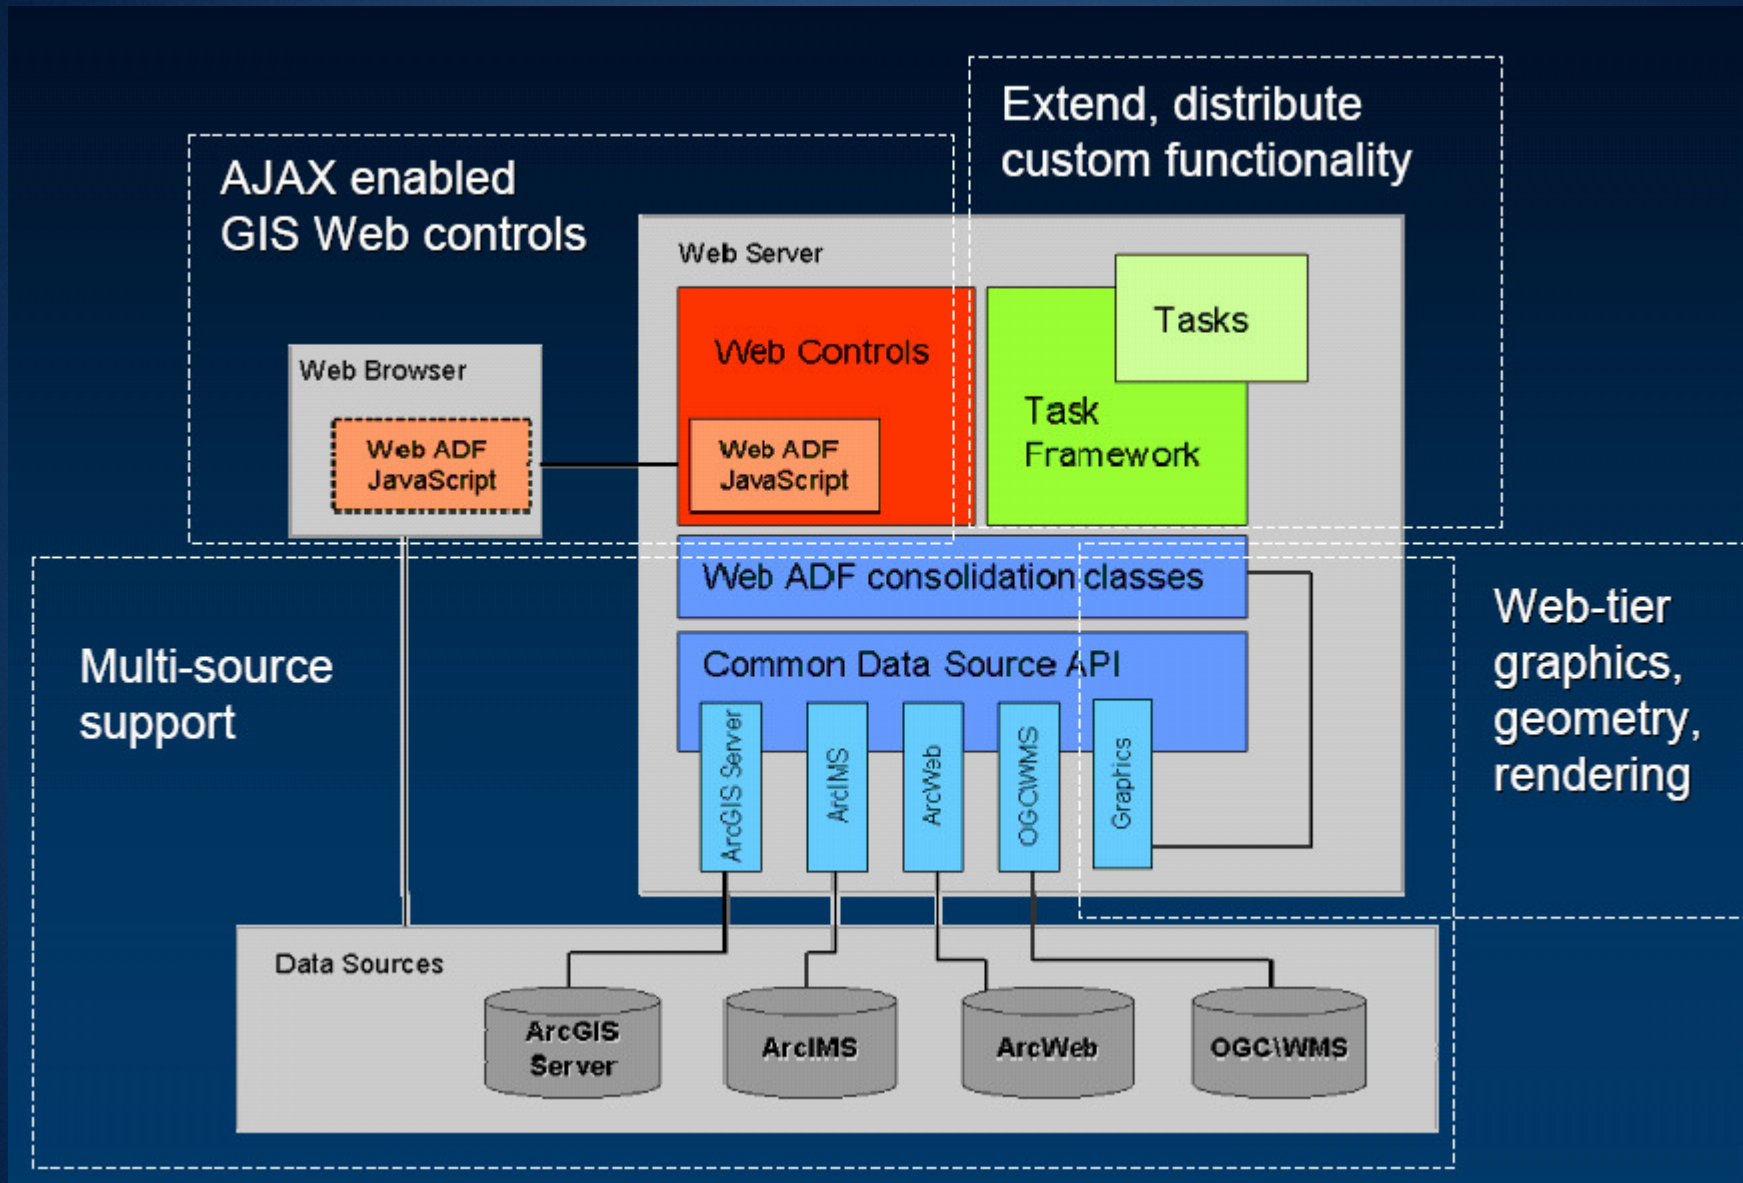 Extend, distribute
custom functionality
AJAX enabled
GIS Web controls
Web Server
Tasks
Web Controls
Web Browser
Task
Framework
Web ADF
JavaScript
Web ADF
JavaScript
Web ADF consolidation classes
Web-tier
graphics,
geometry,
rendering
Multi-source
support
Common Data Source API
ArcGIS Server
ArcIMS
ArcWeb
OGC\WMS
Graphics
Data Sources
ArcGIS
Server
ArcIMS
ArcWeb
OGC\WMS